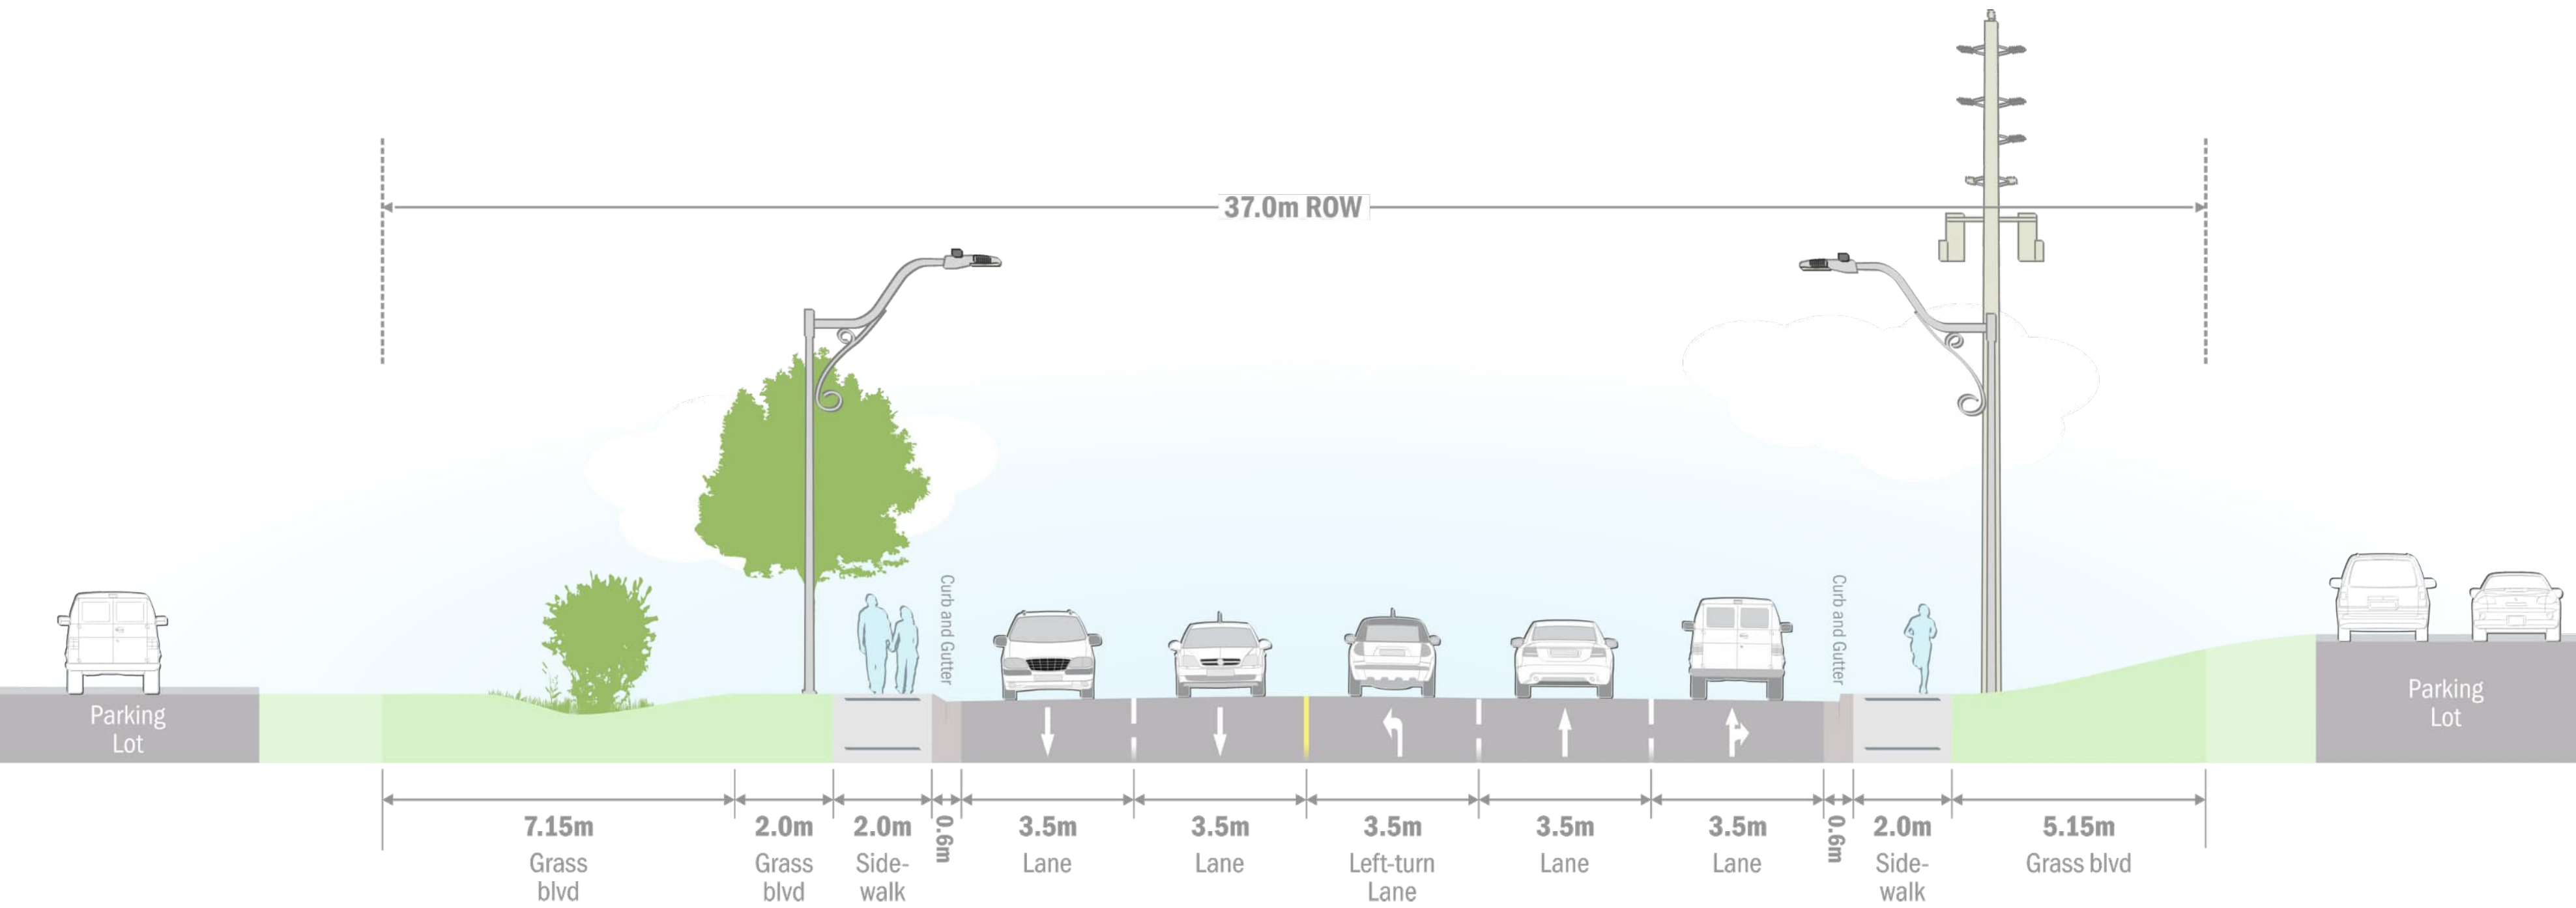 37.0m ROW
Curb and Gutter
Curb and Gutter
Parking
Lot
Parking
Lot
7.15m
Grass
blvd
2.0m
Grass
blvd
2.0m
Side-
walk
0.6m
3.5m
Lane
3.5m
Lane
3.5m
Left-turn
Lane
3.5m
Lane
3.5m
Lane
0.6m
2.0m
Side-
walk
5.15m
Grass blvd